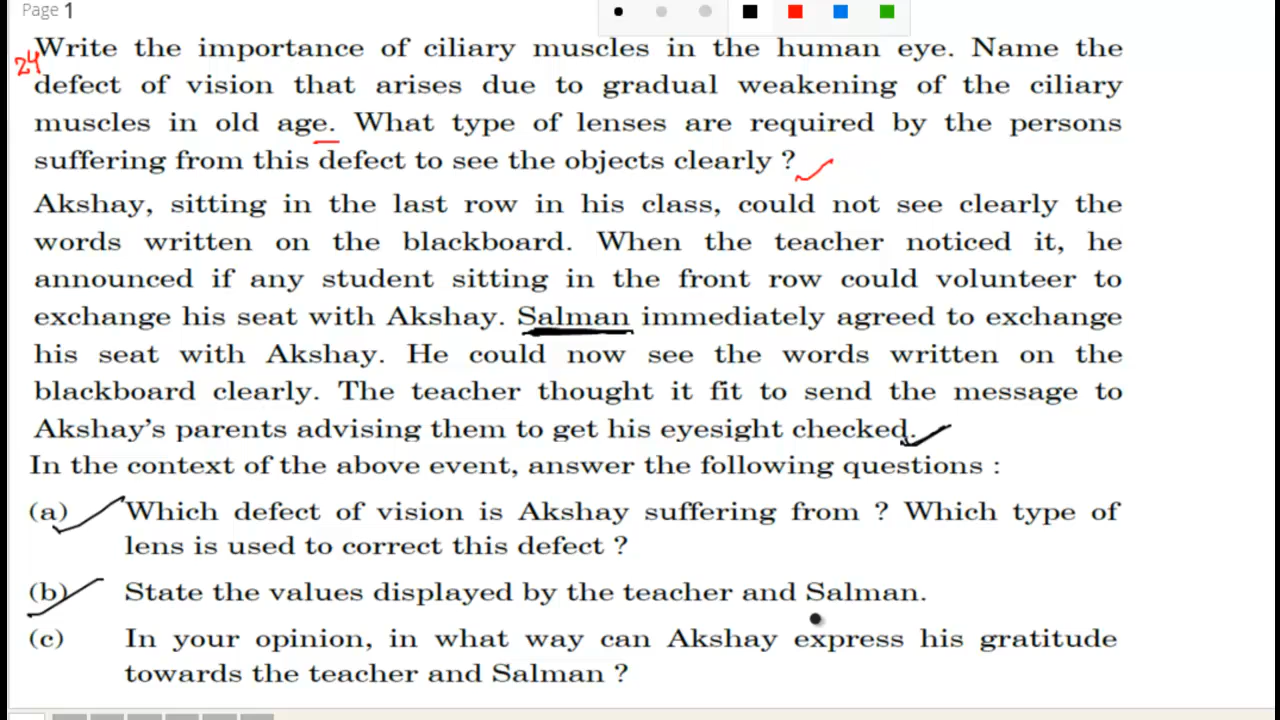 Page 1
24
Write the importance of ciliary muscles in the human eye. Name the
defect of vision that arises due to gradual weakening of the ciliary
muscles in old age. What type of lenses are required by the persons
suffering from this defect to see the objects clearly ?
Akshay, sitting in the last row in his class, could not see clearly the
words written on the blackboard. When the teacher noticed it, he
announced if any student sitting in the front row could volunteer to
exchange his seat with Akshay. Salman immediately agreed to exchange
his seat with Akshay. He could now see the words written on the
blackboard clearly. The teacher thought it fit to send the message to
Akshay's parents advising them to get his eyesight checked.
In the context of the above event, answer the following questions :
(a) Which defect of vision is Akshay suffering from ? Which type of
lens is used to correct this defect ?
(b) State the values displayed by the teacher and Salman.
(c) In your opinion, in what way can Akshay express his gratitude
towards the teacher and Salman ?